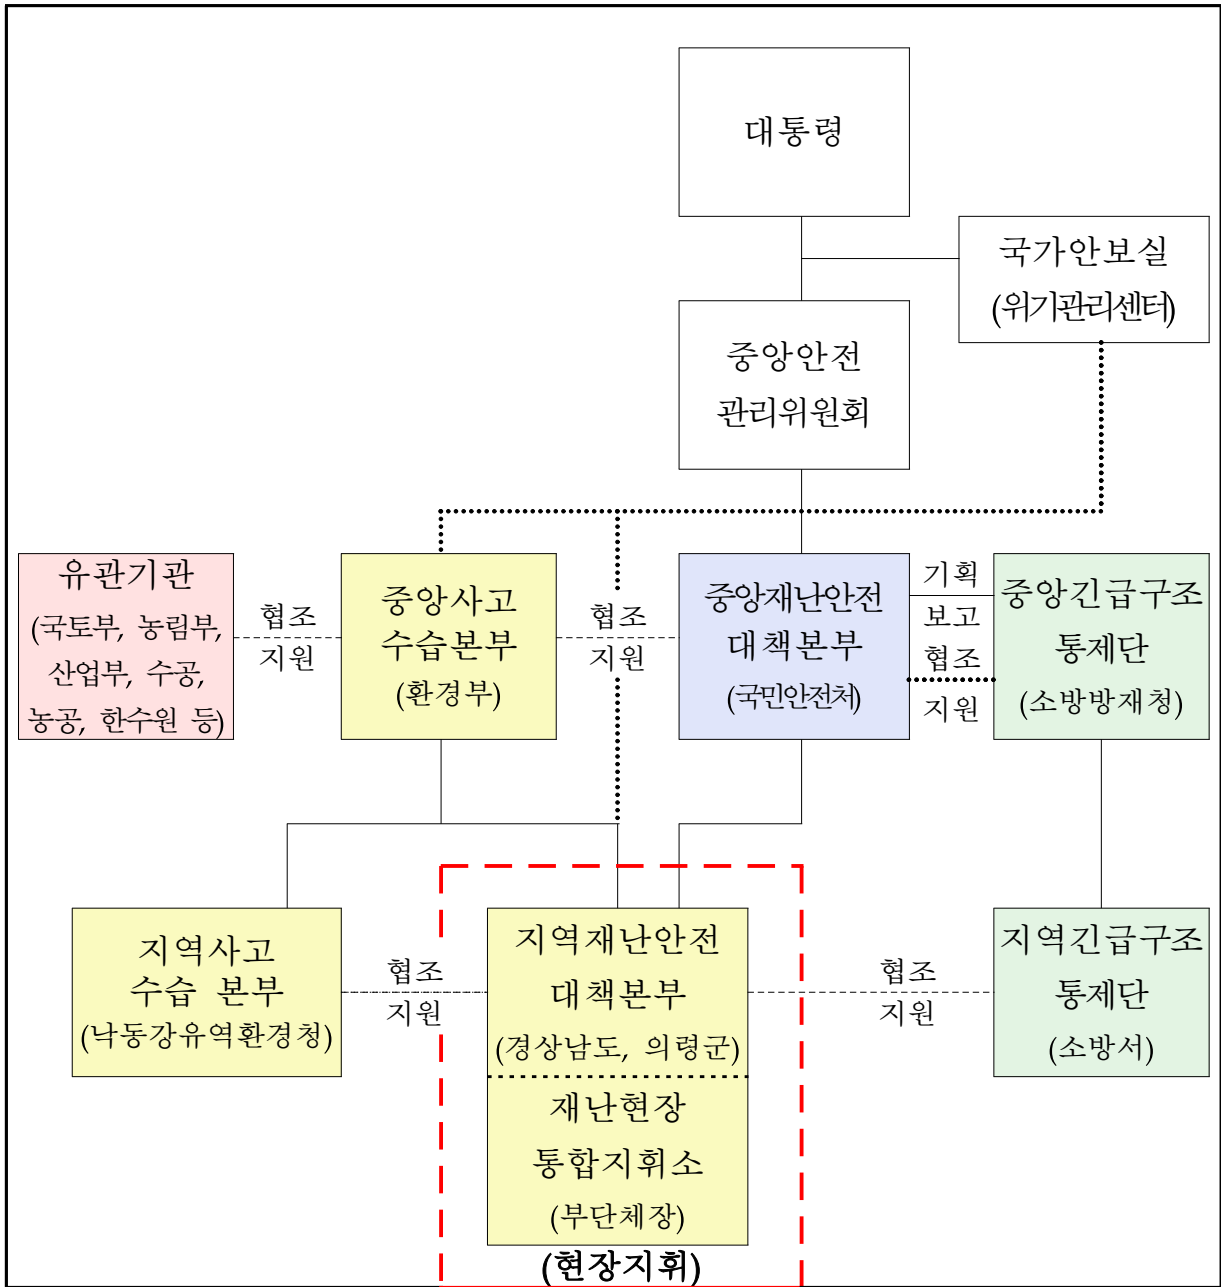 대통령
국가안보실
(위기관리센터)
중앙안전
관리위원회
유관기관
(국토부, 농림부,
산업부, 수공,
농공, 한수원 등)
협조
지원
중앙사고
수습본부
(환경부)
협조
지원
중앙재난안전
대책본부
(국민안전처)
기획
보고
협조
지원
중앙긴급구조
통제단
(소방방재청)
지역사고
수습 본부
(낙동강유역환경청)
협조
지원
지역재난안전
대책본부
(경상남도, 의령군)
재난현장
통합지휘소
(부단체장)
(현장지휘)
협조
지원
지역긴급구조
통제단
(소방서)